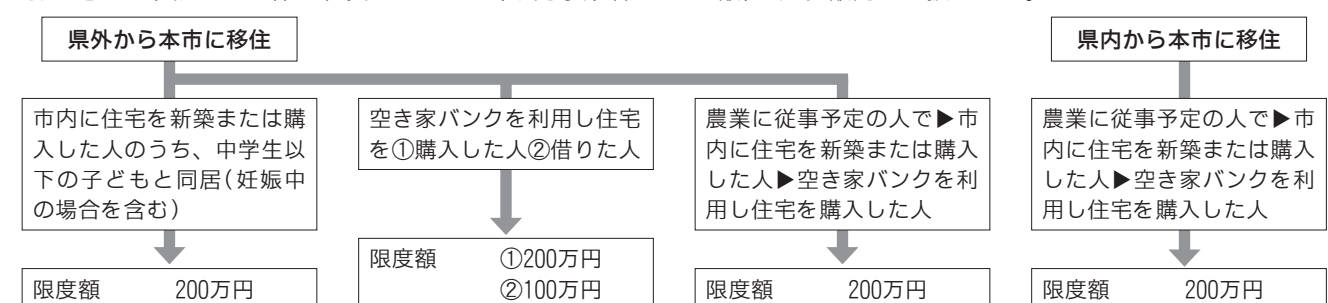 県外から本市に移住
県内から本市に移住
市内に住宅を新築または購
入した人のうち、中学生以
下の子どもと同居(妊娠中
の場合を含む)
空き家バンクを利用し住宅
を①購入した人②借りた人
農業に従事予定の人で▶市
内に住宅を新築または購入
した人▶空き家バンクを利
用し住宅を購入した人
農業に従事予定の人で▶市
内に住宅を新築または購入
した人▶空き家バンクを利
用し住宅を購入した人
限度額 200万円
限度額 ①200万円
②100万円
限度額 200万円
限度額 200万円